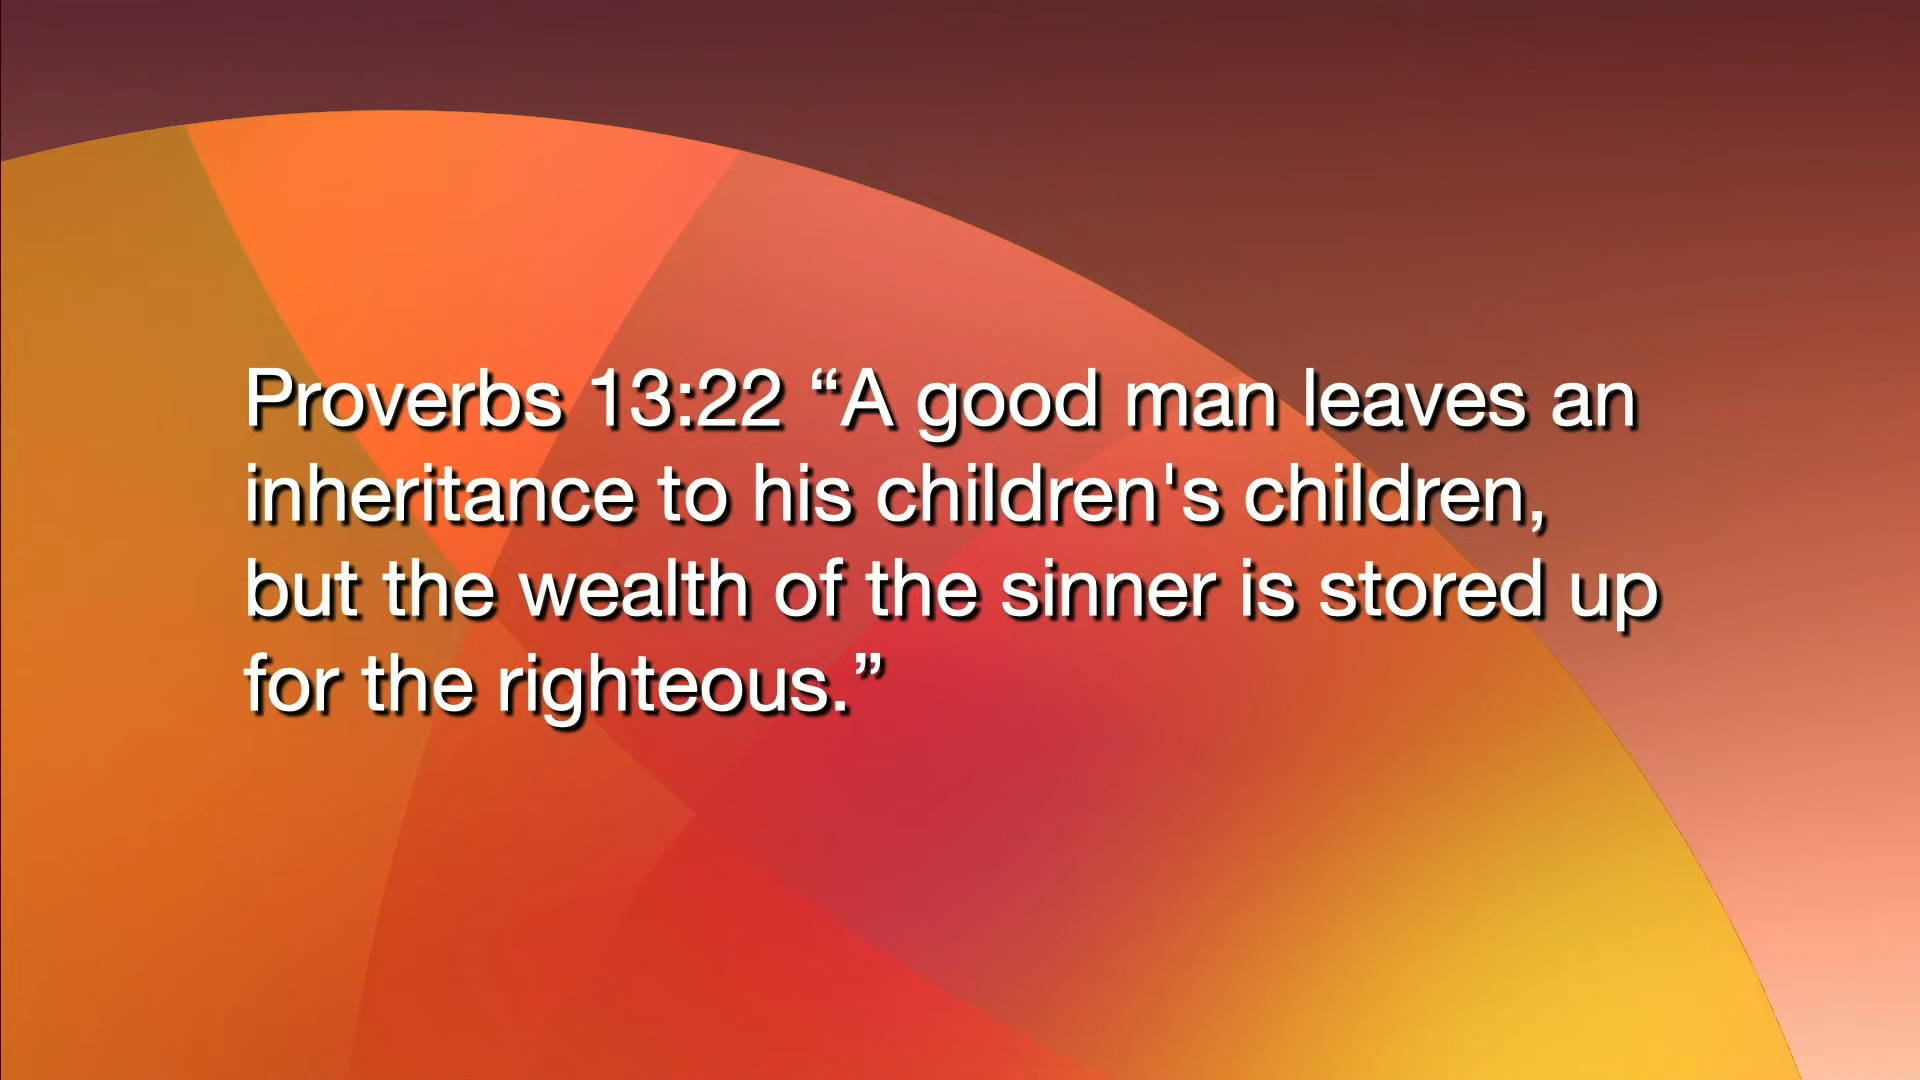 Proverbs 13:22 “A good man leaves an
inheritance to his children's children,
but the wealth of the sinner is stored up
for the righteous.”